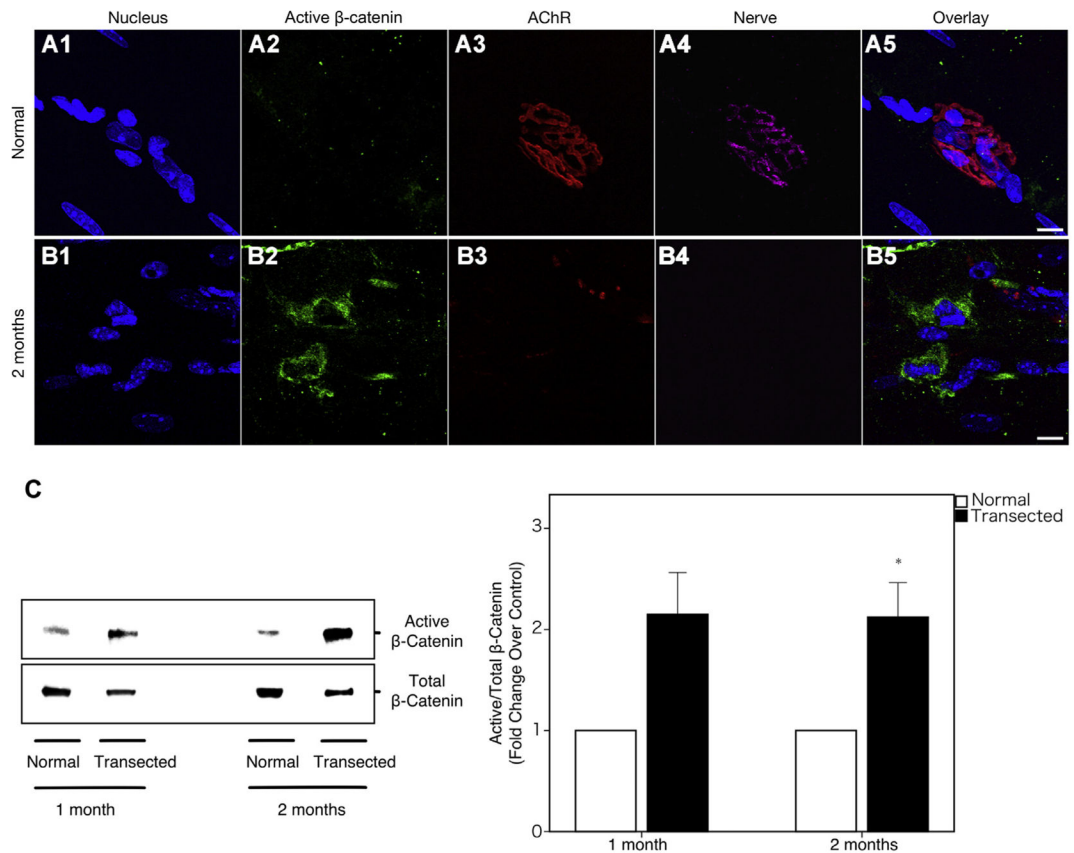 Nucleus Active β-catenin AChR Nerve Overlay
Normal
A1 A2 A3 A4 A5
2 months
B1 B2 B3 B4 B5
C
Active
β-Catenin
Total
β-Catenin
Normal Transected Normal Transected
1 month 2 months
Normal
Transected
Active/Total β-Catenin
(Fold Change Over Control)
3
2
1
0
*
1 month 2 months